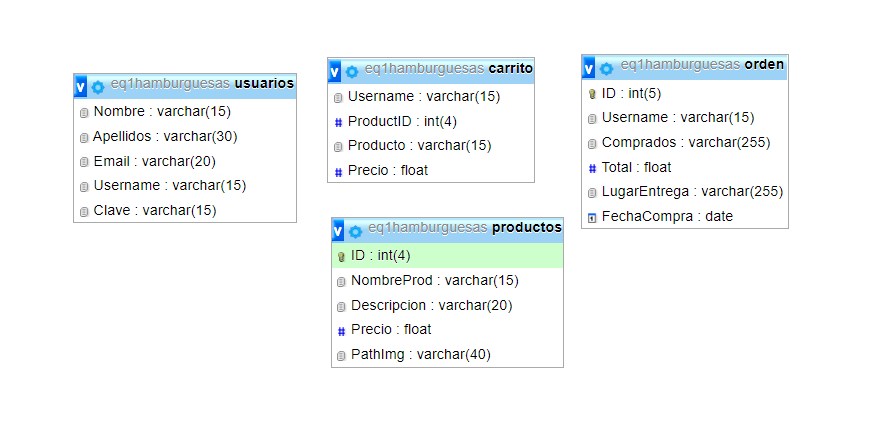 eq1hamburguesas usuarios
Nombre : varchar(15)
Apellidos : varchar(30)
Email : varchar(20)
Username : varchar(15)
Clave : varchar(15)
eq1hamburguesas carrito
Username : varchar(15)
ProductID : int(4)
Producto : varchar(15)
Precio : float
eq1hamburguesas productos
ID : int(4)
NombreProd : varchar(15)
Descripcion : varchar(20)
Precio : float
PathImg : varchar(40)
eq1hamburguesas orden
ID : int(5)
Username : varchar(15)
Comprados : varchar(255)
Total : float
LugarEntrega : varchar(255)
FechaCompra : date